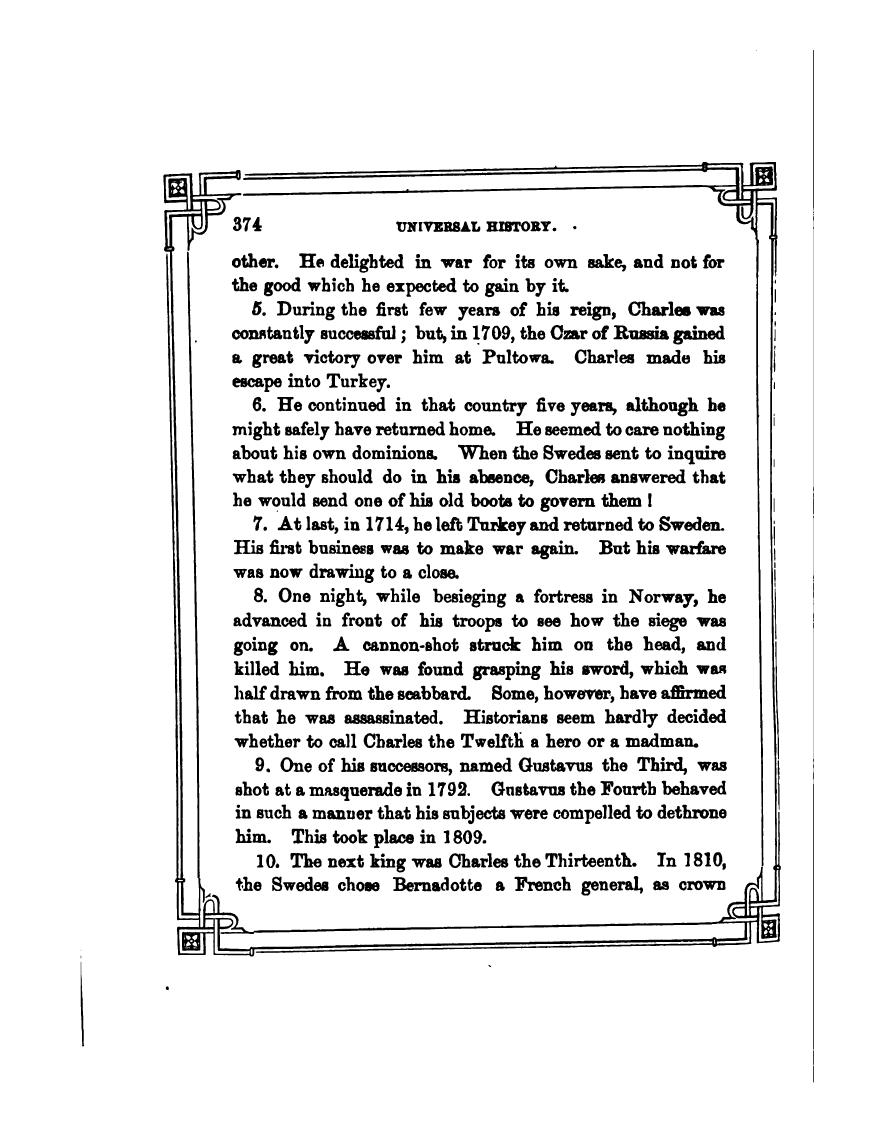 374 UNIVERSAL HISTORY.
other. He delighted in war for its own sake, and not for
the good which he expected to gain by it.
5. During the first few years of his reign, Charles was
constantly successful; but, in 1709, the Czar of Russia gained
a great victory over him at Pultowa. Charles made his
escape into Turkey.
6. He continued in that country five years, although he
might safely have returned home. He seemed to care nothing
about his own dominions. When the Swedes sent to inquire
what they should do in his absence, Charles answered that
he would send one of his old boots to govern them!
7. At last, in 1714, he left Turkey and returned to Sweden.
His first business was to make war again. But his warfare
was now drawing to a close.
8. One night, while besieging a fortress in Norway, he
advanced in front of his troops to see how the siege was
going on. A cannon-shot struck him on the head, and
killed him. He was found grasping his sword, which was
half drawn from the scabbard. Some, however, have affirmed
that he was assassinated. Historians seem hardly decided
whether to call Charles the Twelfth a hero or a madman.
9. One of his successors, named Gustavus the Third, was
shot at a masquerade in 1792. Gustavus the Fourth behaved
in such a manner that his subjects were compelled to dethrone
him. This took place in 1809.
10. The next king was Charles the Thirteenth. In 1810,
the Swedes chose Bernadotte a French general, as crown